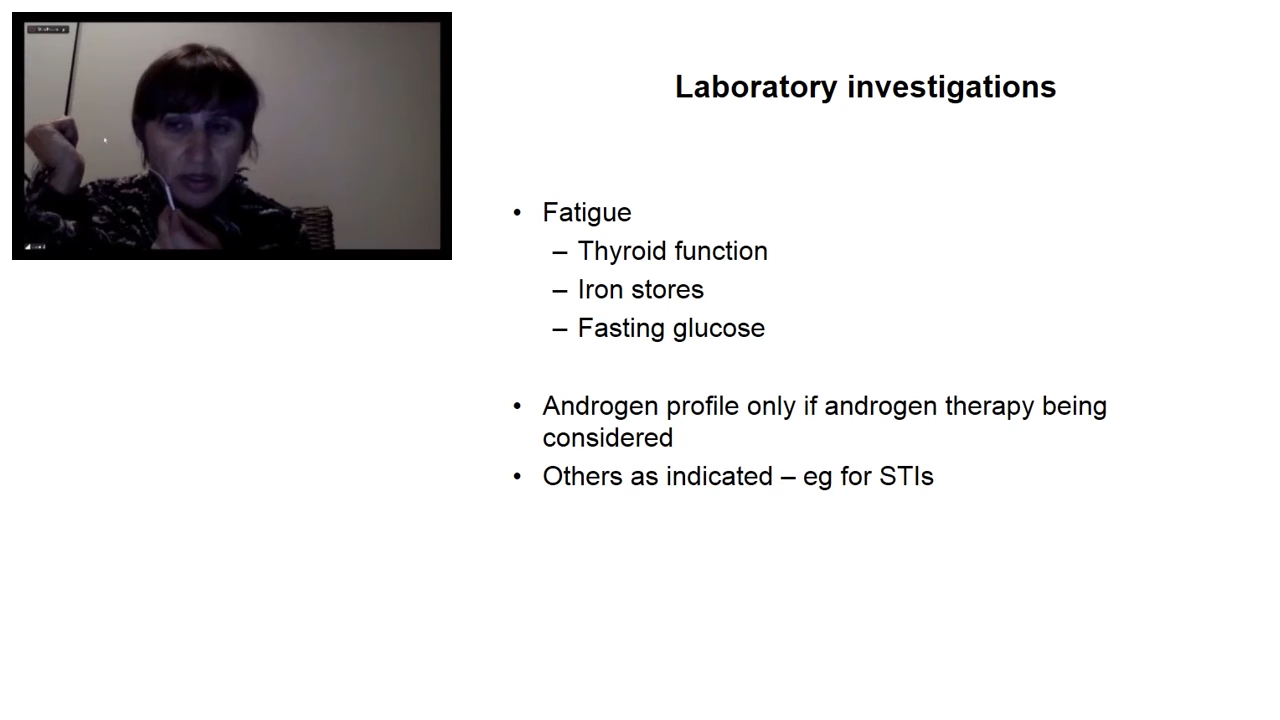 Laboratory investigations
• Fatigue
– Thyroid function
– Iron stores
– Fasting glucose
• Androgen profile only if androgen therapy being
considered
• Others as indicated – eg for STIs